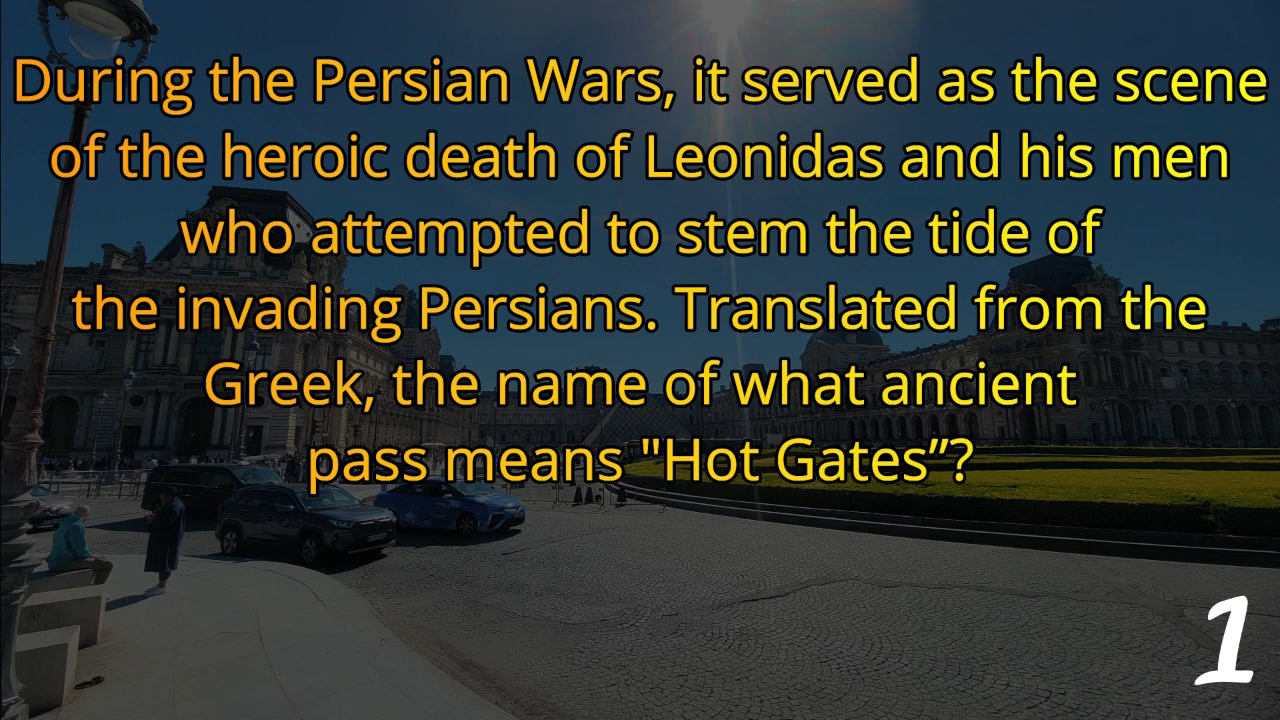 During the Persian Wars, it served as the scene
of the heroic death of Leonidas and his men
who attempted to stem the tide of
the invading Persians. Translated from the
Greek, the name of what ancient
pass means "Hot Gates”?
1